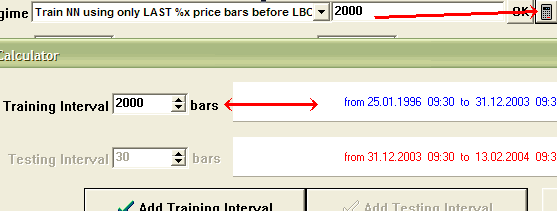 gime Train NN using only LAST %x price bars before LBC 2000 OK
Calculator
Training Interval 2000 bars from 25.01.1996 09:30 to 31.12.2003 09:3
Testing Interval 30 bars from 31.12.2003 09:30 to 13.02.2004 09:3
Add Training Interval Add Testing Interval